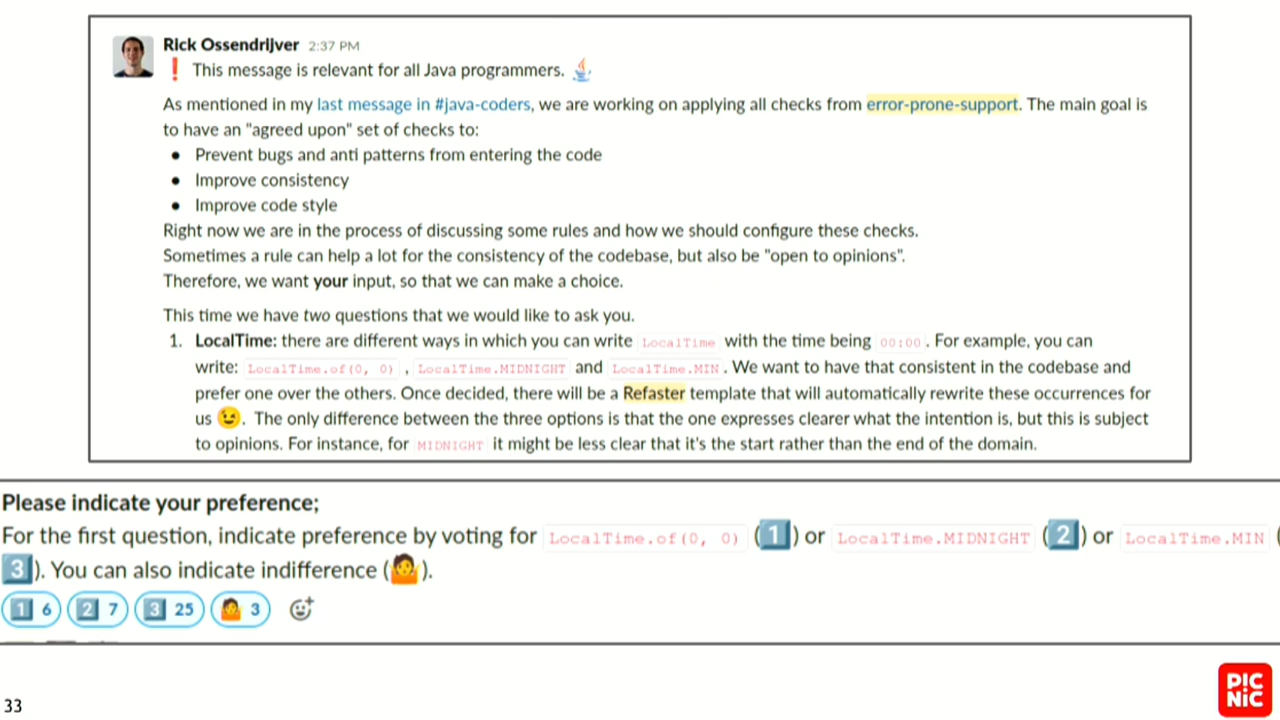 Rick Ossendrijver 2:37 PM
❗ This message is relevant for all Java programmers. ☕
As mentioned in my last message in #java-coders, we are working on applying all checks from error-prone-support. The main goal is
to have an "agreed upon" set of checks to:
• Prevent bugs and anti patterns from entering the code
• Improve consistency
• Improve code style
Right now we are in the process of discussing some rules and how we should configure these checks.
Sometimes a rule can help a lot for the consistency of the codebase, but also be "open to opinions".
Therefore, we want your input, so that we can make a choice.
This time we have two questions that we would like to ask you.
1. LocalTime: there are different ways in which you can write LocalTime with the time being 00:00. For example, you can
write: LocalTime.of(0, 0) , LocalTime.MIDNIGHT and LocalTime.MIN. We want to have that consistent in the codebase and
prefer one over the others. Once decided, there will be a Refaster template that will automatically rewrite these occurrences for
us 😉. The only difference between the three options is that the one expresses clearer what the intention is, but this is subject
to opinions. For instance, for MIDNIGHT it might be less clear that it's the start rather than the end of the domain.
Please indicate your preference;
For the first question, indicate preference by voting for LocalTime.of(0, 0) (1️⃣) or LocalTime.MIDNIGHT (2️⃣) or LocalTime.MIN (
3️⃣). You can also indicate indifference (🤷).
1️⃣ 6 2️⃣ 7 3️⃣ 25 🤷 3
33
PIC
NIC